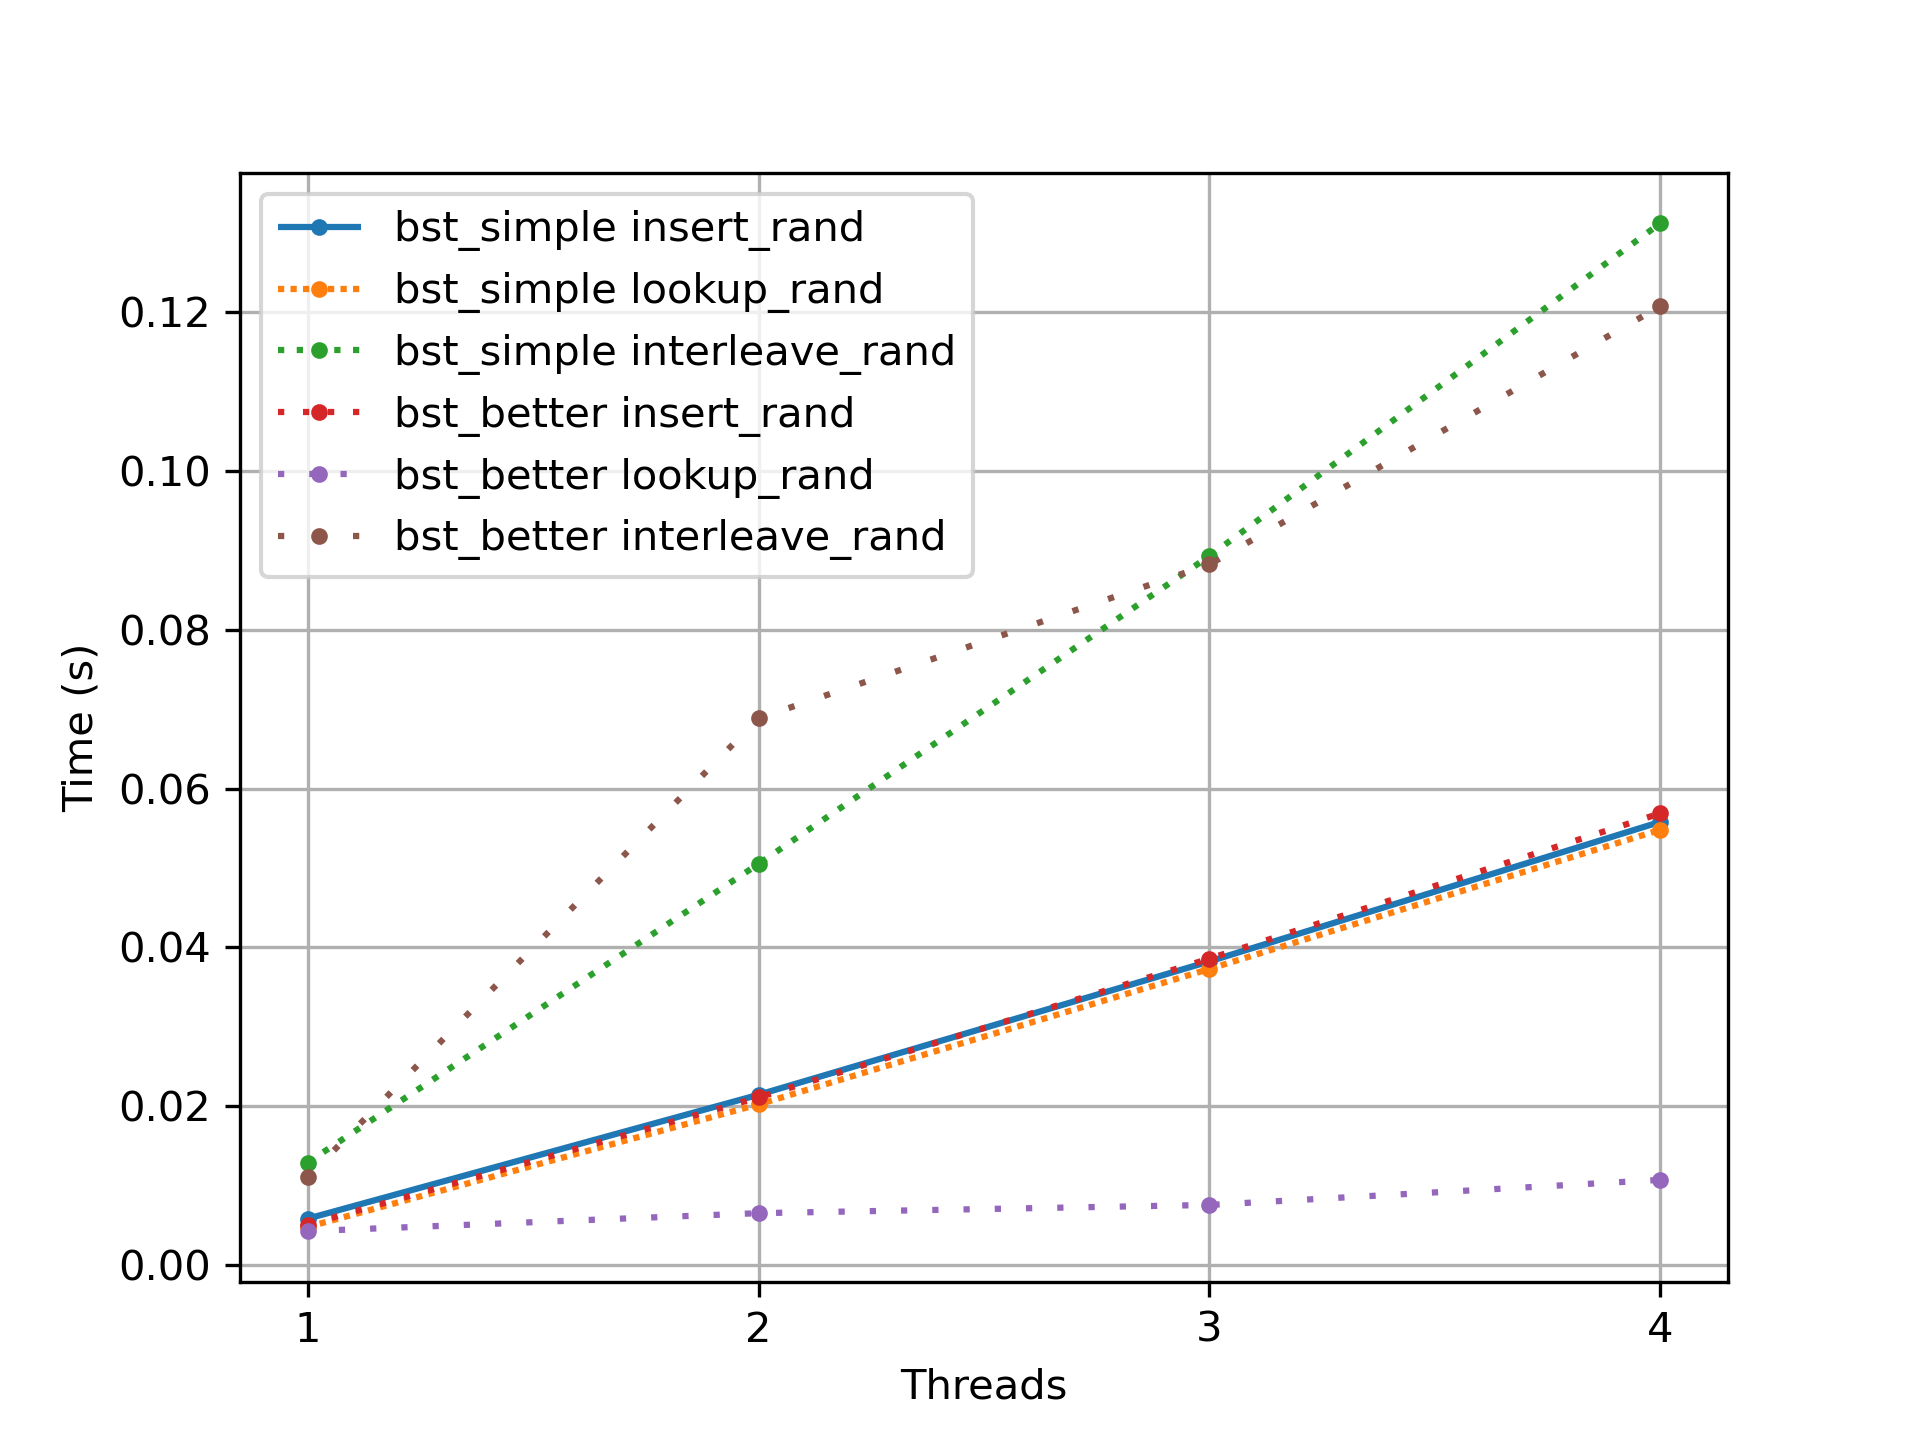 bst_simple insert_rand
bst_simple lookup_rand
bst_simple interleave_rand
bst_better insert_rand
bst_better lookup_rand
bst_better interleave_rand
0.12
0.10
0.08
0.06
0.04
0.02
0.00
Time (s)
1 2 3 4
Threads